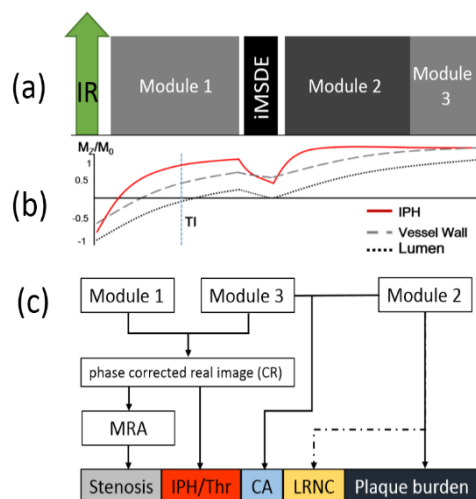 (a)
IR
Module 1
iMSDE
Module 2
Module
3
(b)
Mz/M0
1
0.5
-0.5
-1
TI
IPH
Vessel Wall
Lumen
(c)
Module 1
Module 3
Module 2
phase corrected real image (CR)
MRA
Stenosis
IPH/Thr
CA
LRNC
Plaque burden